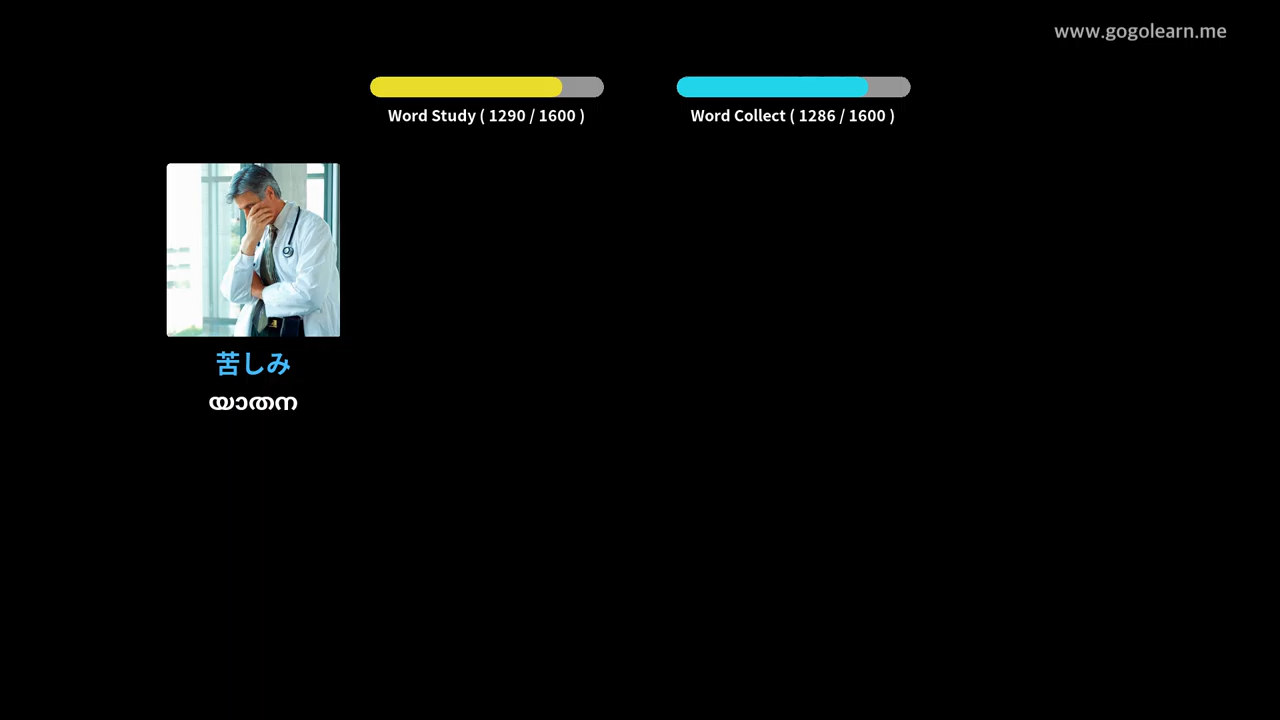 www.gogolearn.me
Word Study ( 1290 / 1600 )
Word Collect ( 1286 / 1600 )
苦しみ
യാതന